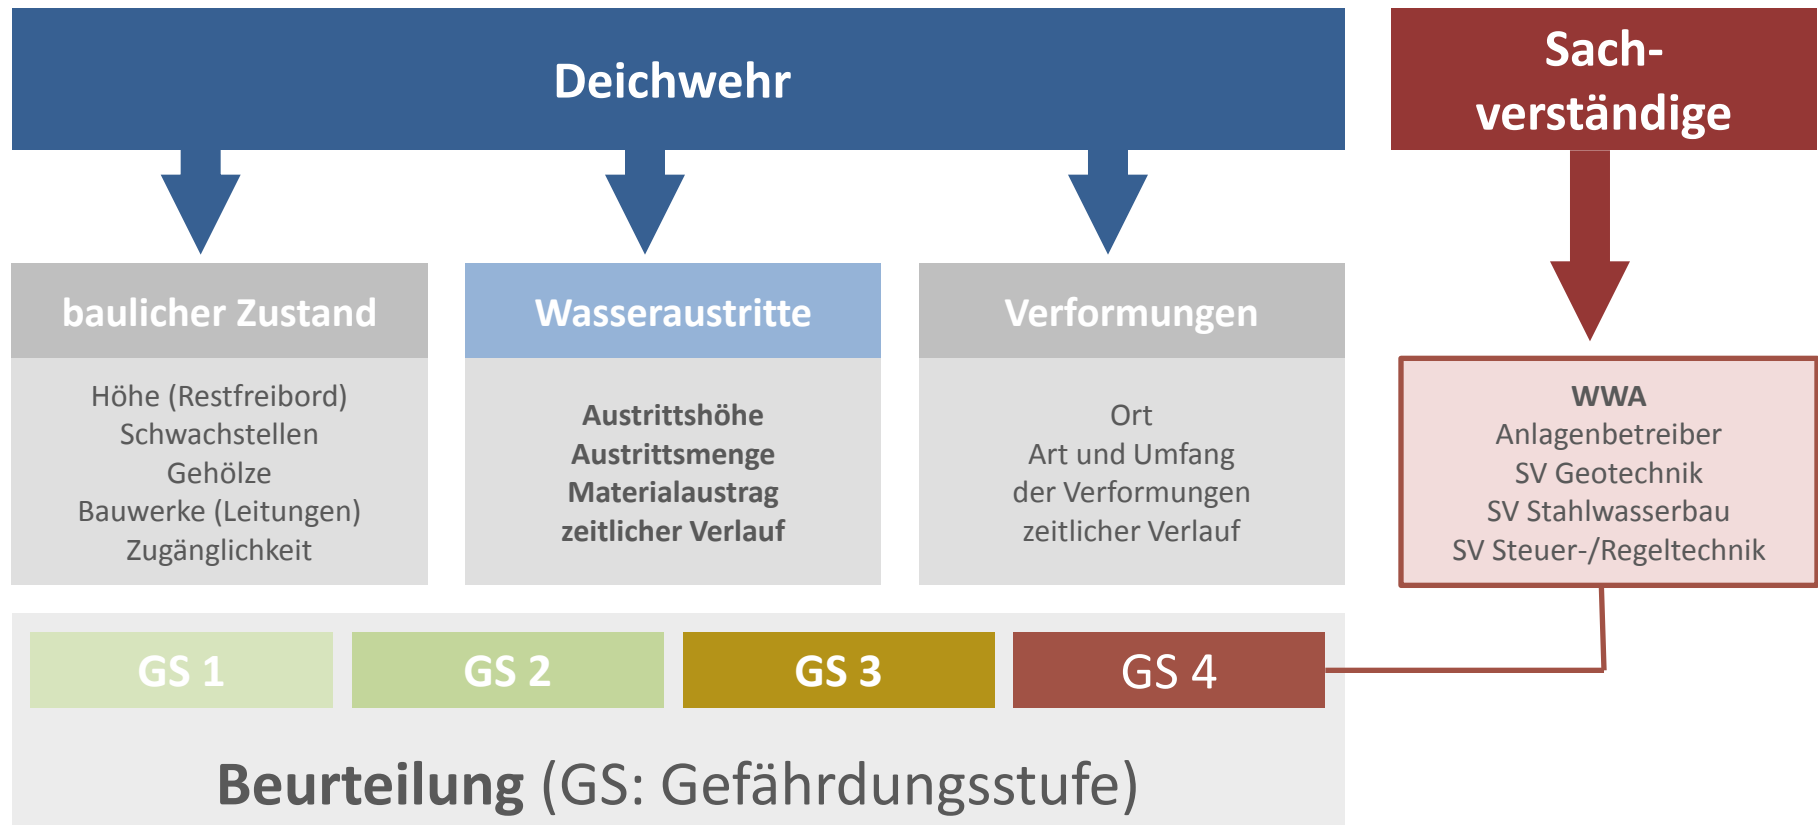 Deichwehr
Sach-
verständige
baulicher Zustand
Höhe (Restfreibord)
Schwachstellen
Gehölze
Bauwerke (Leitungen)
Zugänglichkeit
Wasseraustritte
Austrittshöhe
Austrittsmenge
Materialaustrag
zeitlicher Verlauf
Verformungen
Ort
Art und Umfang
der Verformungen
zeitlicher Verlauf
WWA
Anlagenbetreiber
SV Geotechnik
SV Stahlwasserbau
SV Steuer-/Regeltechnik
GS 1
GS 2
GS 3
GS 4
Beurteilung (GS: Gefährdungsstufe)